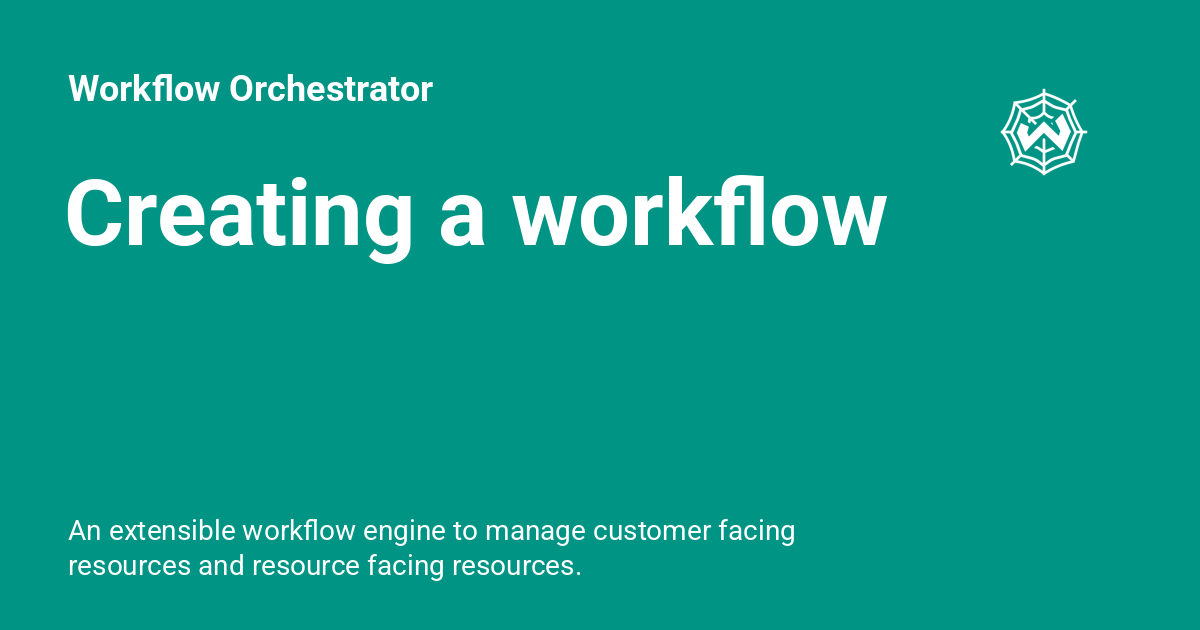 Workflow Orchestrator
Creating a workflow
W
An extensible workflow engine to manage customer facing
resources and resource facing resources.